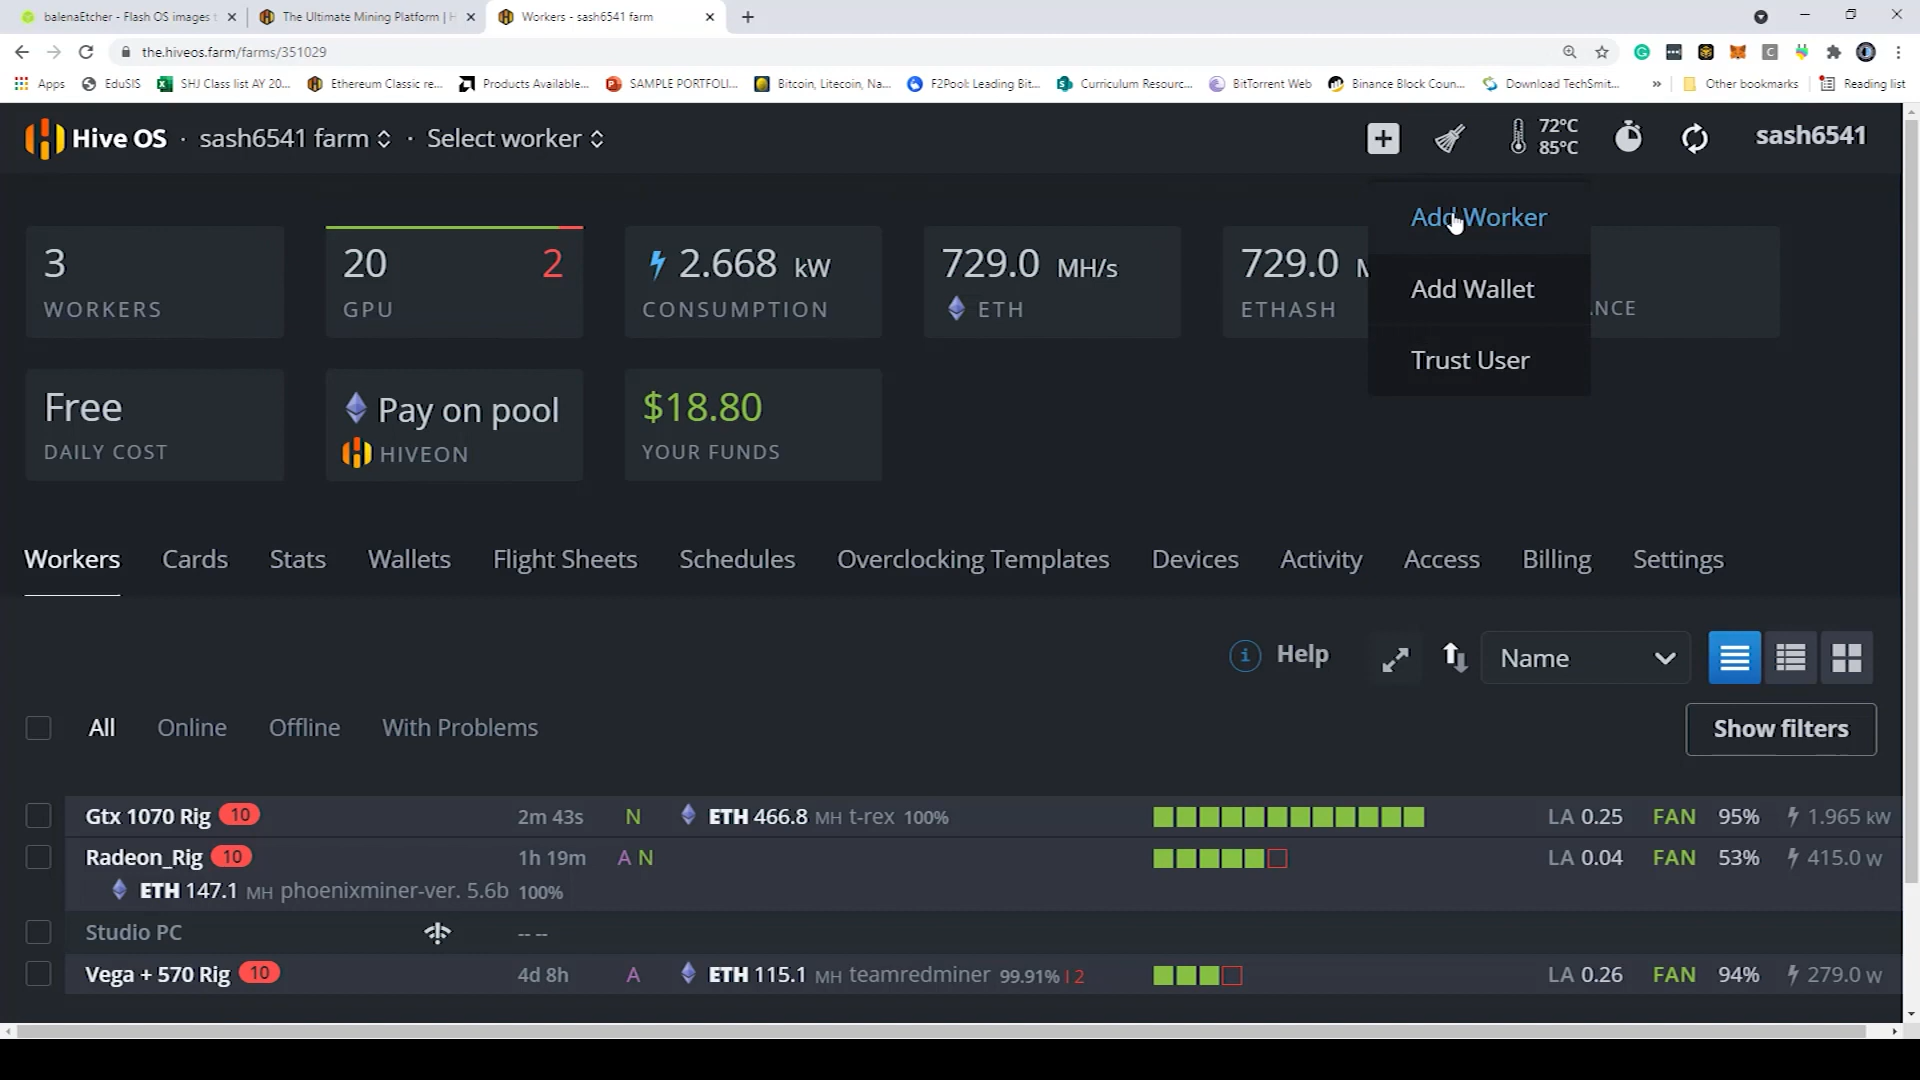 balenaEtcher - Flash OS images t
The Ultimate Mining Platform | H
Workers - sash6541 farm
the.hiveos.farm/farms/351029
Apps
EduSIS
SHJ Class list AY 20...
Ethereum Classic re...
Products Available...
SAMPLE PORTFOLI...
Bitcoin, Litecoin, Na...
F2Pool: Leading Bit...
Curriculum Resourc...
BitTorrent Web
Binance Block Coun...
Download TechSmit...
»
Other bookmarks
Reading list
Hive OS · sash6541 farm · Select worker
72°C
85°C
sash6541
Add Worker
Add Wallet
Trust User
3
WORKERS
20 2
GPU
2.668 kW
CONSUMPTION
729.0 MH/s
ETH
729.0 M
ETHASH
NCE
Free
DAILY COST
Pay on pool
HIVEON
$18.80
YOUR FUNDS
Workers Cards Stats Wallets Flight Sheets Schedules Overclocking Templates Devices Activity Access Billing Settings
Help
Name
All Online Offline With Problems
Show filters
Gtx 1070 Rig 10 2m 43s N ETH 466.8 MH t-rex 100% LA 0.25 FAN 95% 1.965 kW
Radeon_Rig 10 1h 19m A N LA 0.04 FAN 53% 415.0 W
ETH 147.1 MH phoenixminer-ver. 5.6b 100%
Studio PC -- --
Vega + 570 Rig 10 4d 8h A ETH 115.1 MH teamredminer 99.91% I 2 LA 0.26 FAN 94% 279.0 W